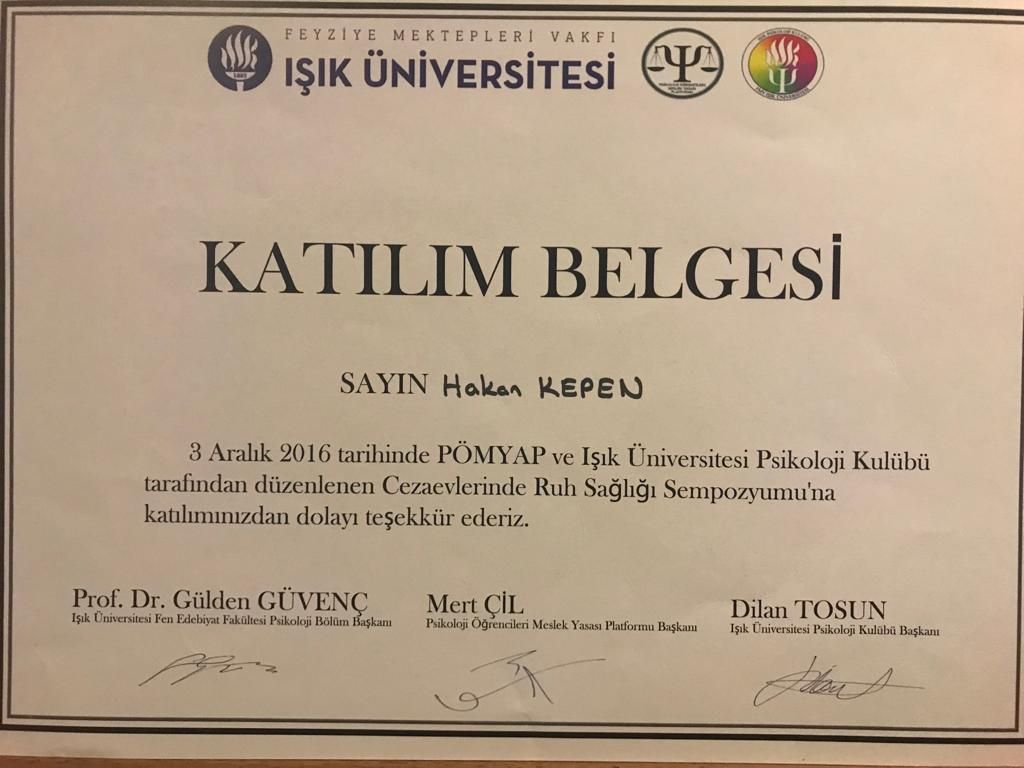 FEYZİYE MEKTEPLERİ VAKFI
IŞIK ÜNİVERSİTESİ
1885
KATILIM BELGESİ
SAYIN Hakan KEPEN
3 Aralık 2016 tarihinde PÖMYAP ve Işık Üniversitesi Psikoloji Kulübü
tarafından düzenlenen Cezaevlerinde Ruh Sağlığı Sempozyumu'na
katılımınızdan dolayı teşekkür ederiz.
Prof. Dr. Gülden GÜVENÇ
Işık Üniversitesi Fen Edebiyat Fakültesi Psikoloji Bölüm Başkanı
Mert ÇİL
Psikoloji Öğrencileri Meslek Yasası Platformu Başkanı
Dilan TOSUN
Işık Üniversitesi Psikoloji Kulübü Başkanı